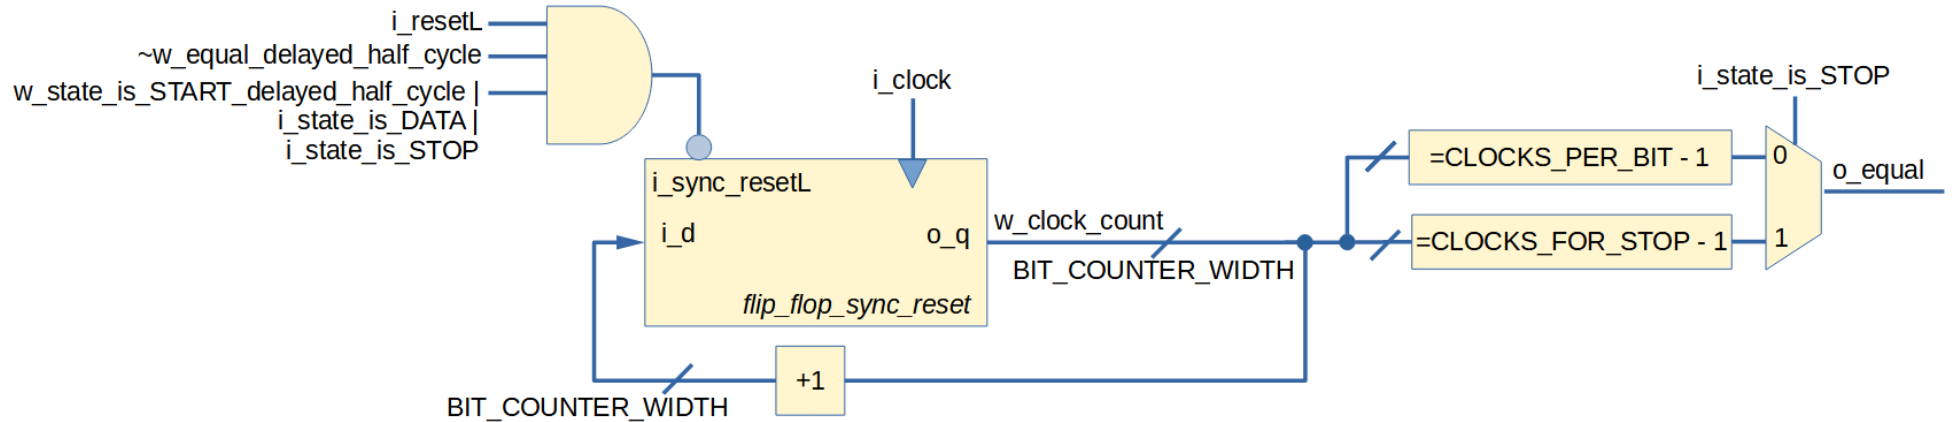 i_resetL
~w_equal_delayed_half_cycle
w_state_is_START_delayed_half_cycle |
i_state_is_DATA |
i_state_is_STOP
i_clock
i_sync_resetL
i_d
o_q
flip_flop_sync_reset
w_clock_count
BIT_COUNTER_WIDTH
+1
BIT_COUNTER_WIDTH
i_state_is_STOP
=CLOCKS_PER_BIT - 1
0
=CLOCKS_FOR_STOP - 1
1
o_equal